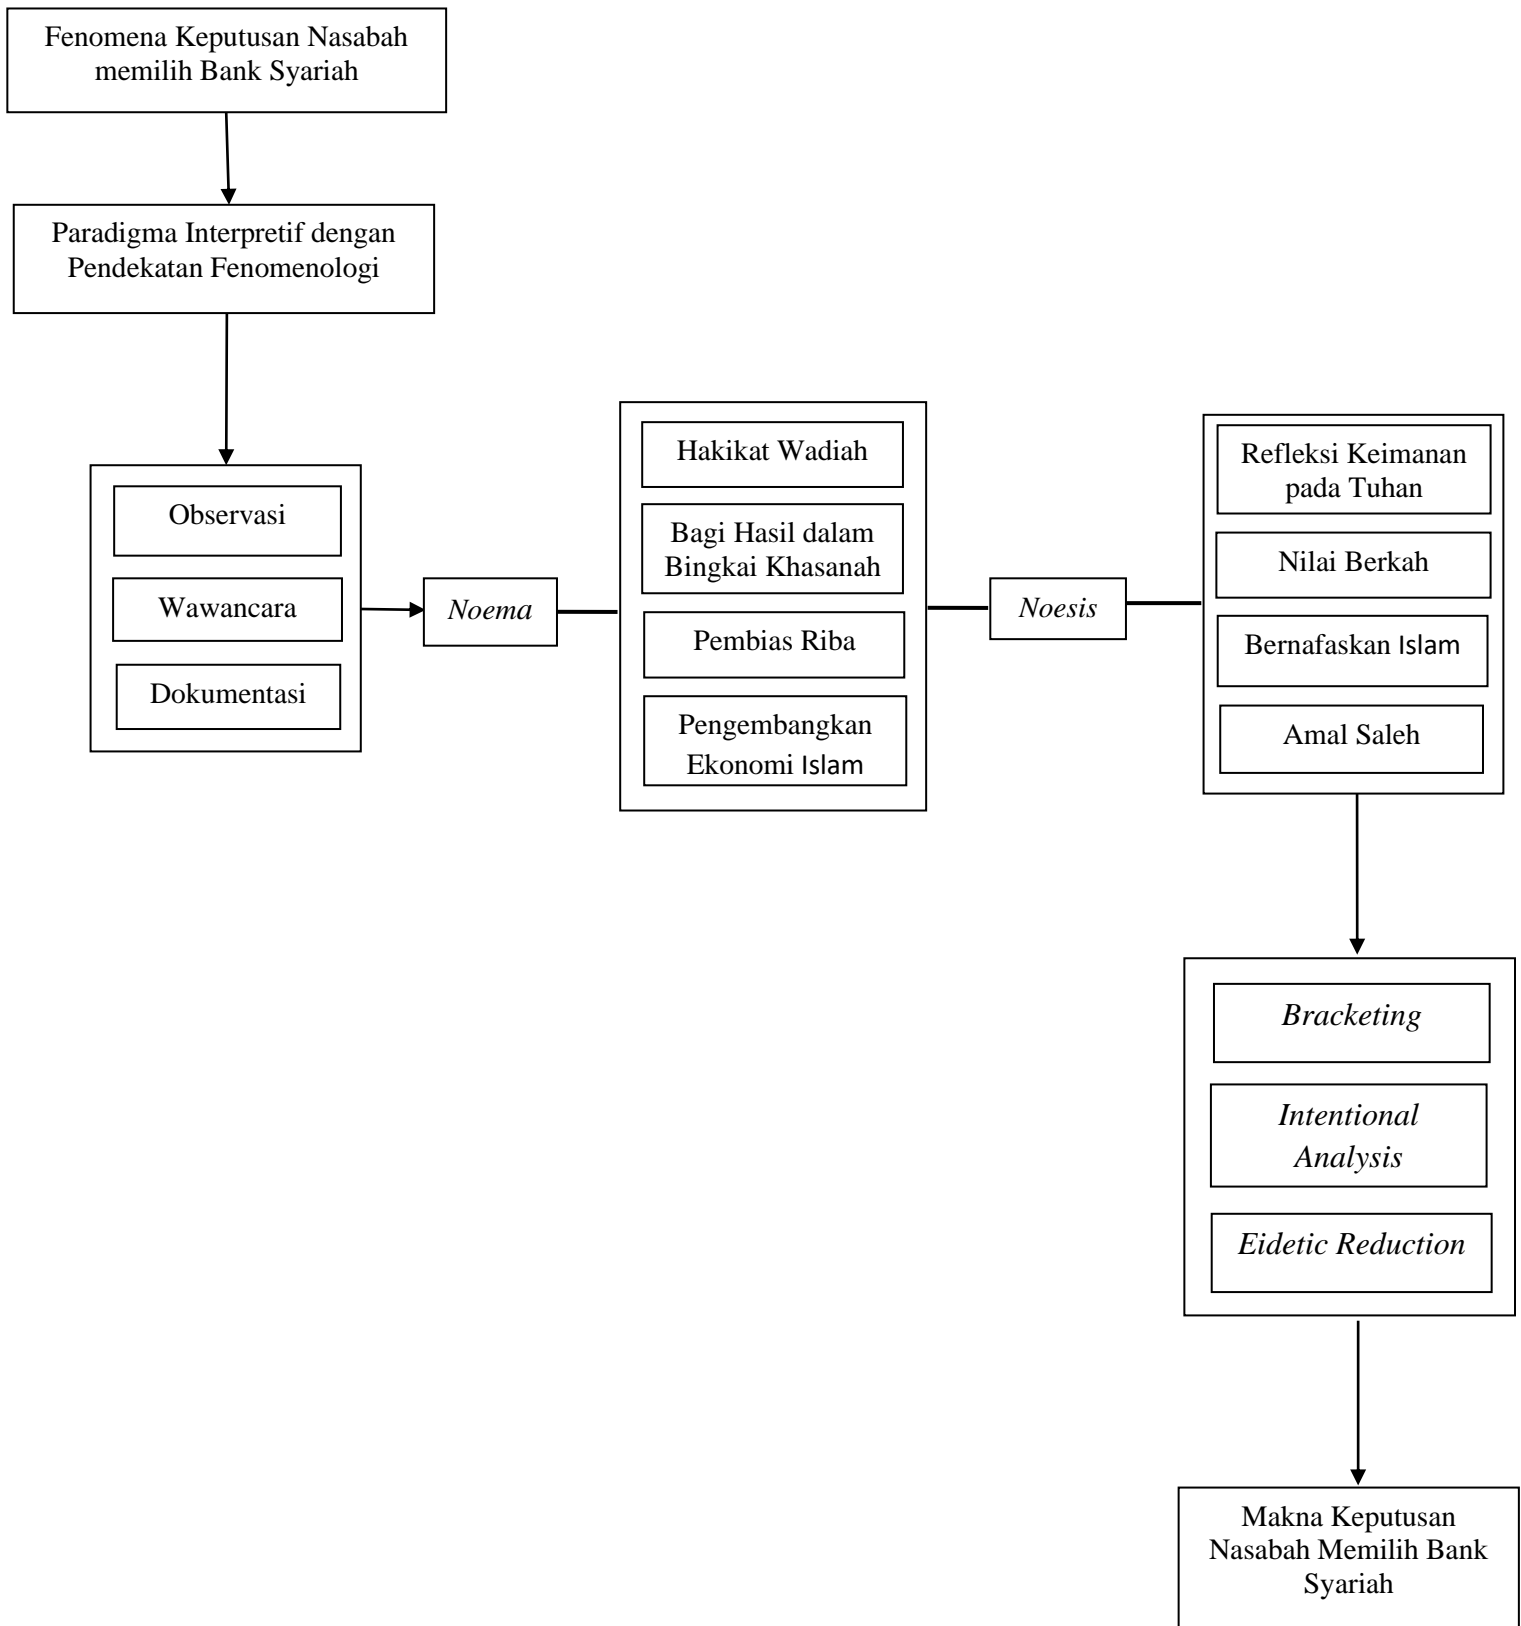 Fenomena Keputusan Nasabah
memilih Bank Syariah
Paradigma Interpretif dengan
Pendekatan Fenomenologi
Observasi
Wawancara
Dokumentasi
Noema
Hakikat Wadiah
Bagi Hasil dalam
Bingkai Khasanah
Pembias Riba
Pengembangkan
Ekonomi Islam
Noesis
Refleksi Keimanan
pada Tuhan
Nilai Berkah
Bernafaskan Islam
Amal Saleh
Bracketing
Intentional
Analysis
Eidetic Reduction
Makna Keputusan
Nasabah Memilih Bank
Syariah